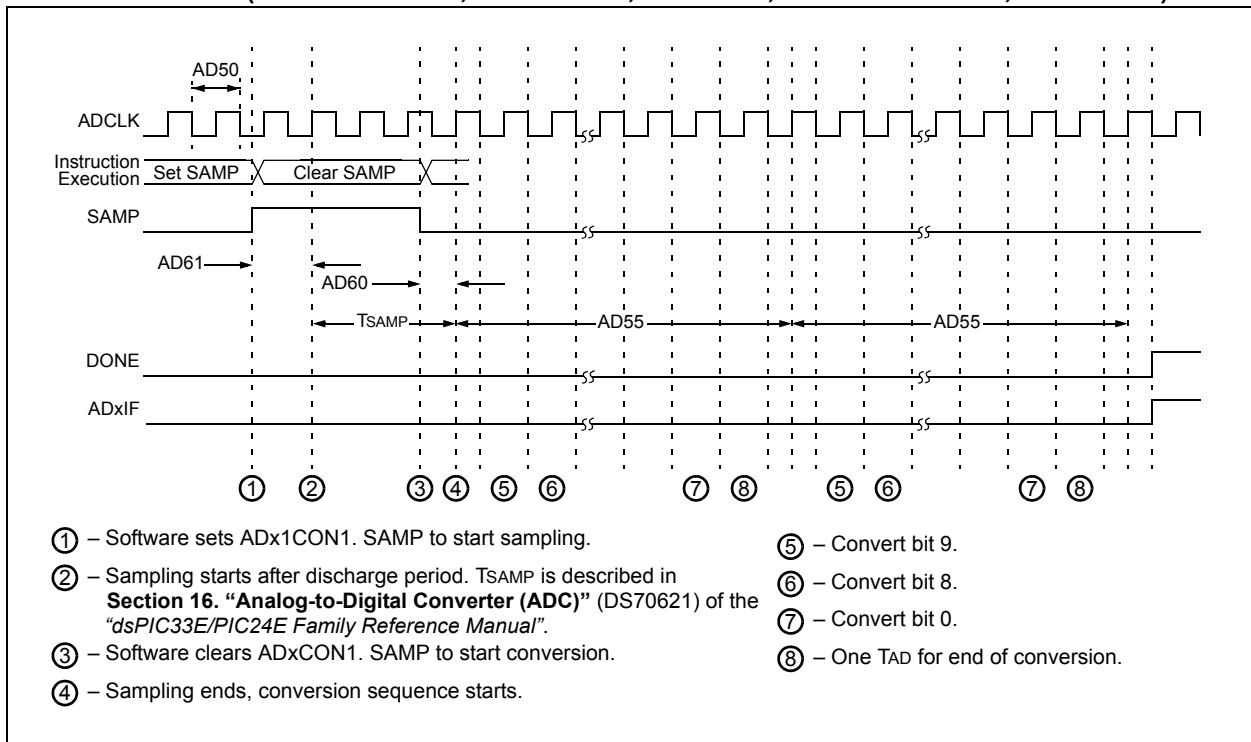 AD50
ADCLK
Instruction
Execution
Set SAMP
Clear SAMP
SAMP
AD61
AD60
TSAMP
AD55
AD55
DONE
ADxIF
1 2 3 4 5 6 7 8 5 6 7 8
1 – Software sets ADx1CON1. SAMP to start sampling.
2 – Sampling starts after discharge period. TSAMP is described in
Section 16. “Analog-to-Digital Converter (ADC)” (DS70621) of the
“dsPIC33E/PIC24E Family Reference Manual”.
3 – Software clears ADxCON1. SAMP to start conversion.
4 – Sampling ends, conversion sequence starts.
5 – Convert bit 9.
6 – Convert bit 8.
7 – Convert bit 0.
8 – One TAD for end of conversion.